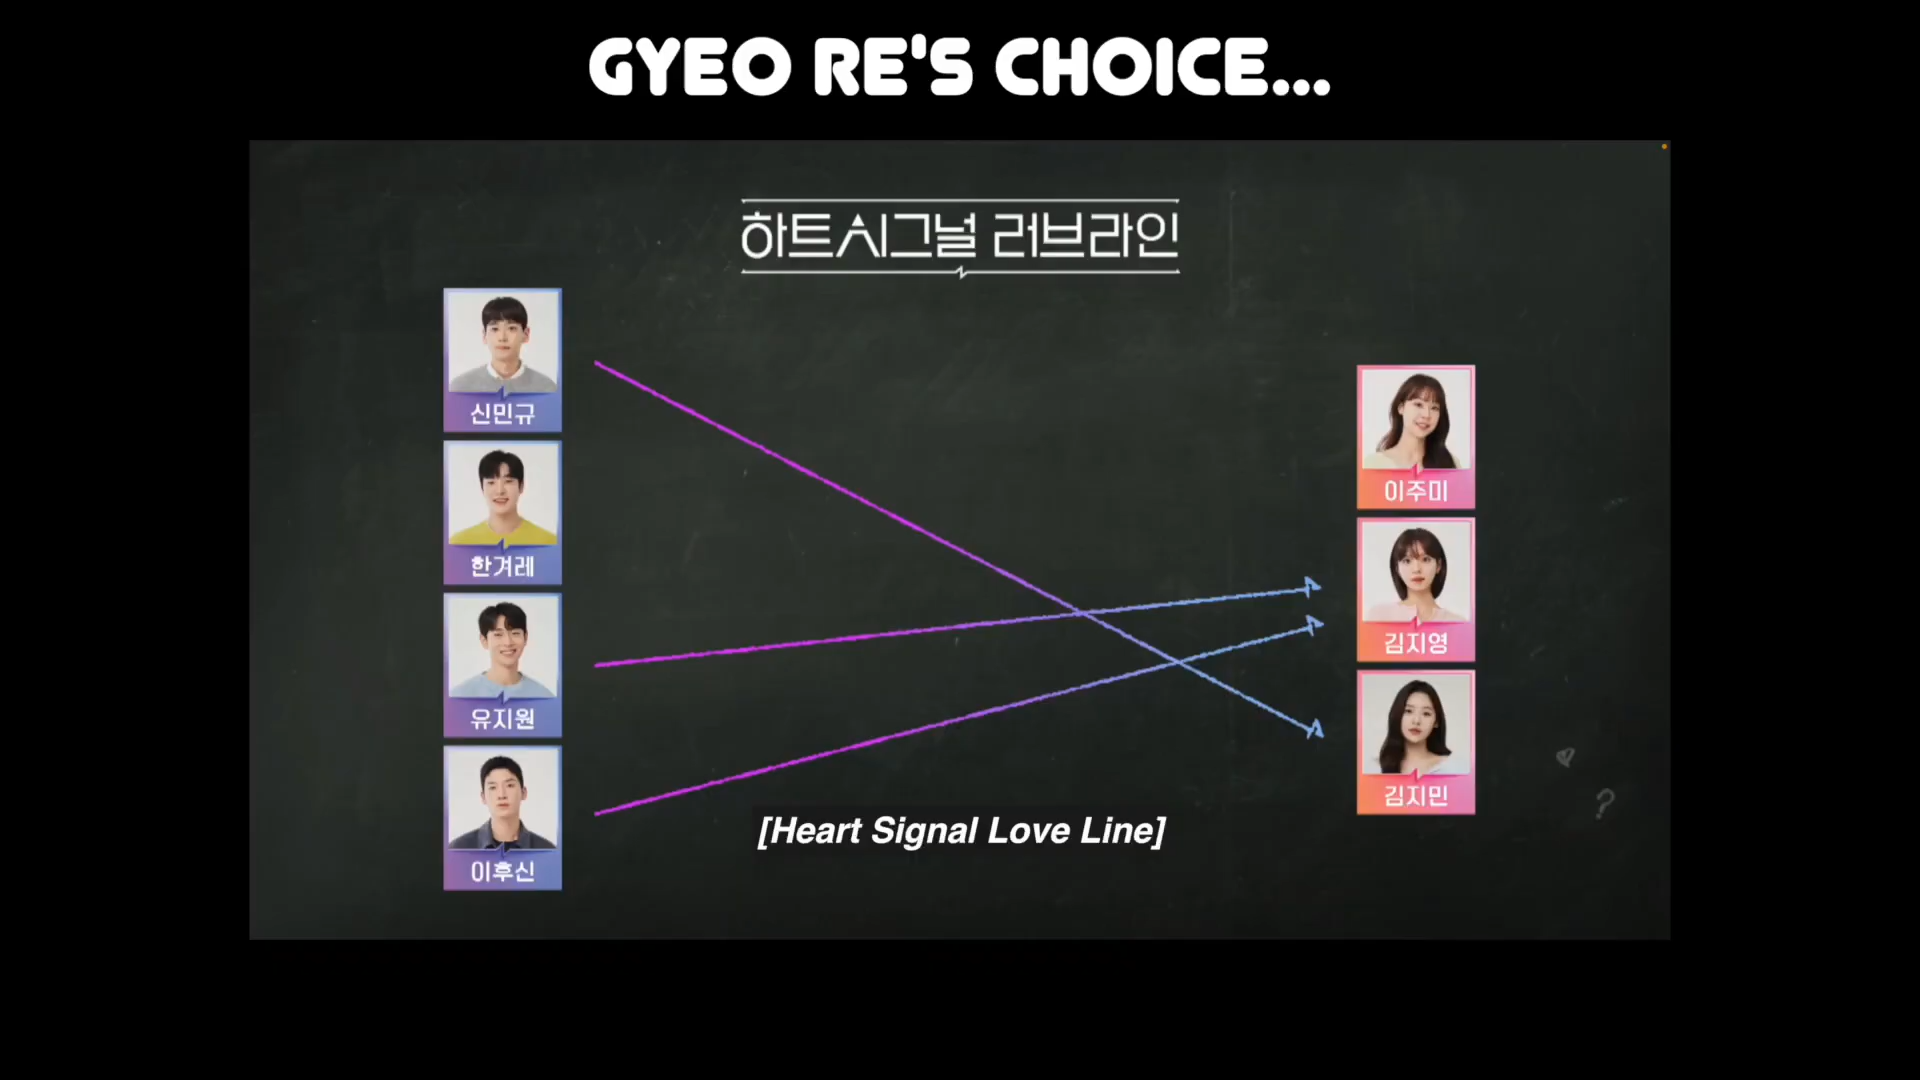 GYEO RE'S CHOICE...
하트시그널 러브라인
신민규
한겨레
유지원
이후신
이주미
김지영
김지민
?
[Heart Signal Love Line]